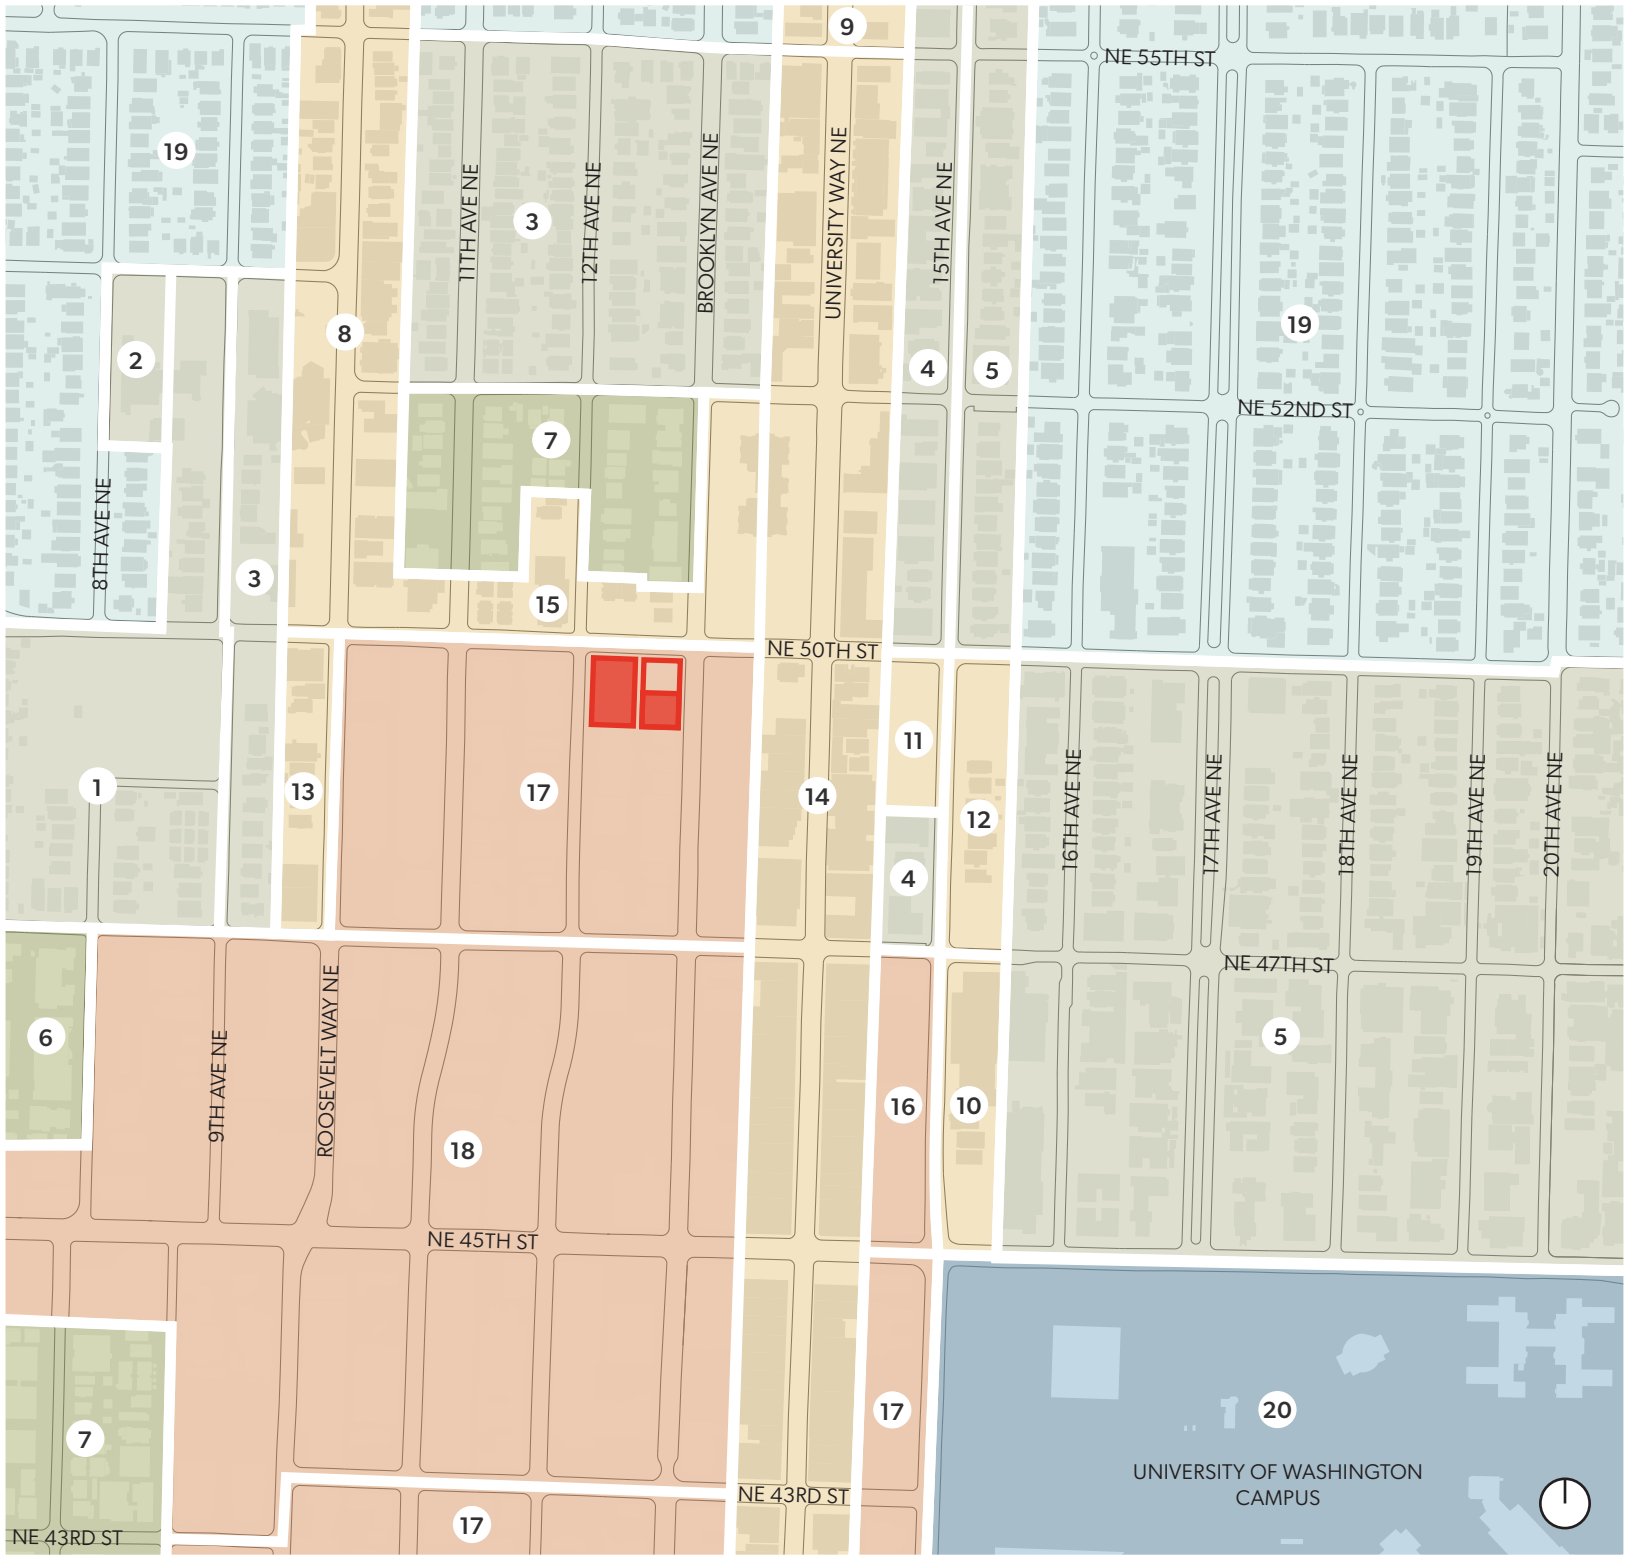 9
NE 55TH ST
19
11TH AVE NE
12TH AVE NE
BROOKLYN AVE NE
UNIVERSITY WAY NE
15TH AVE NE
3
8
19
2
4
5
NE 52ND ST
7
8TH AVE NE
3
15
NE 50TH ST
11
1
13
17
14
12
16TH AVE NE
17TH AVE NE
18TH AVE NE
19TH AVE NE
20TH AVE NE
4
NE 47TH ST
6
9TH AVE NE
ROOSEVELT WAY NE
5
16
10
18
NE 45TH ST
7
17
20
UNIVERSITY OF WASHINGTON
CAMPUS
NE 43RD ST
17
NE 43RD ST